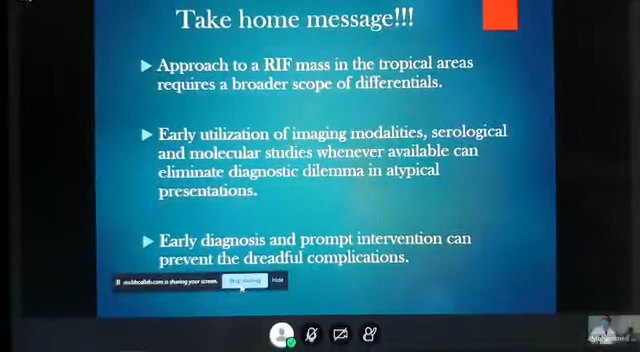 Take home message!!!
Approach to a RIF mass in the tropical areas
requires a broader scope of differentials.
Early utilization of imaging modalities, serological
and molecular studies whenever available can
eliminate diagnostic dilemma in atypical
presentations.
Early diagnosis and prompt intervention can
prevent the dreadful complications.
is sharing your screen.
Stop sharing
Hide